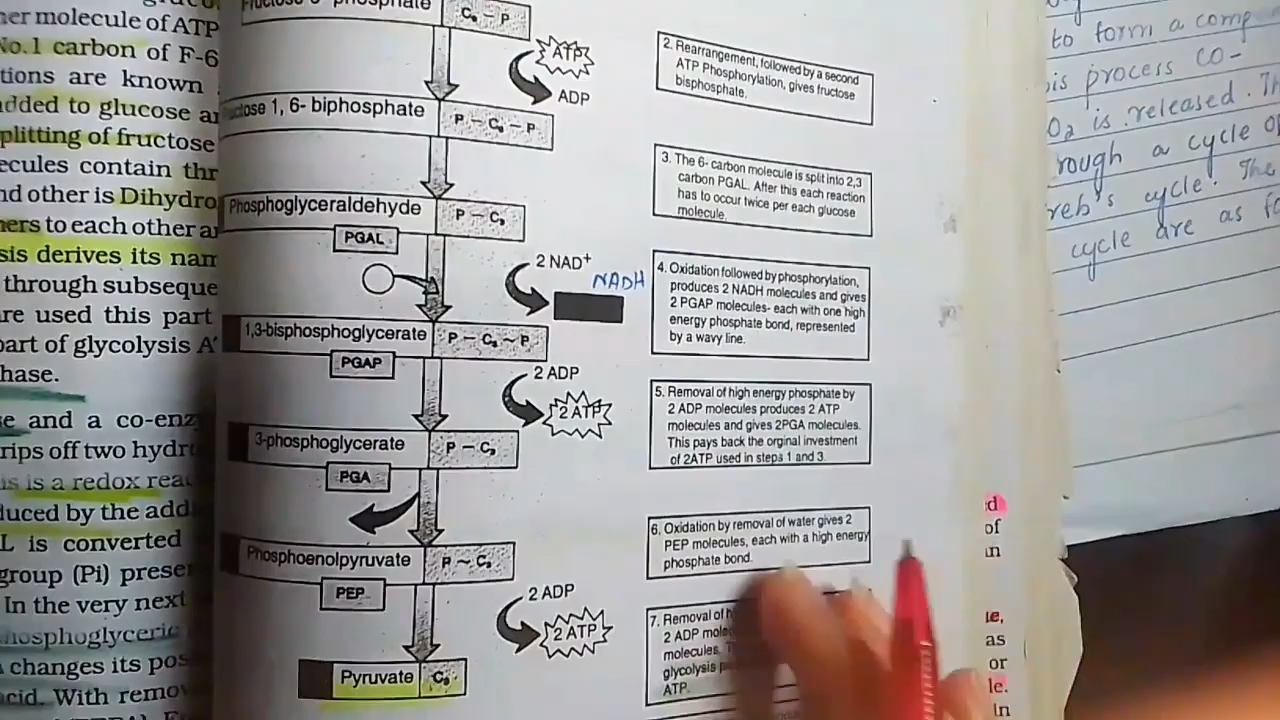 her molecule of ATP
No.1 carbon of F-6
tions are known
added to glucose
plitting of fructose
ecules contain thr
nd other is Dihydro
hers to each other
sis derives its nam
through subseque
re used this part
part of glycolysis A'
hase.
e and a co-enz
rips off two hydr
is is a redox rea
duced by the add
L is converted
group (Pi) prese
In the very next
hosphoglyceric
changes its pos
acid. With remov
C₆ – P
ATP
ADP
1, 6- biphosphate
P – C₆ – P
Phosphoglyceraldehyde
P – C₃
PGAL
2 NAD+
NADH
1,3-bisphosphoglycerate
P – C₃ ~ P
PGAP
2 ADP
2 ATP
3-phosphoglycerate
P – C₃
PGA
Phosphoenolpyruvate
P ~ C₃
PEP
2 ADP
2 ATP
Pyruvate
C₃
2. Rearrangement, followed by a second
ATP Phosphorylation, gives fructose
bisphosphate.
3. The 6- carbon molecule is split into 2,3
carbon PGAL. After this each reaction
has to occur twice per each glucose
molecule.
4. Oxidation followed by phosphorylation,
produces 2 NADH molecules and gives
2 PGAP molecules- each with one high
energy phosphate bond, represented
by a wavy line.
5. Removal of high energy phosphate by
2 ADP molecules produces 2 ATP
molecules and gives 2PGA molecules.
This pays back the orginal investment
of 2ATP used in steps 1 and 3.
6. Oxidation by removal of water gives 2
PEP molecules, each with a high energy
phosphate bond.
7. Removal of
2 ADP
molecules.
glycolysis
ATP.
to form a comp
is process CO-
O₂ is released. Th
rough a cycle of
reb's cycle. The
cycle are as fo
d
of
an
le,
as
or
le.
in